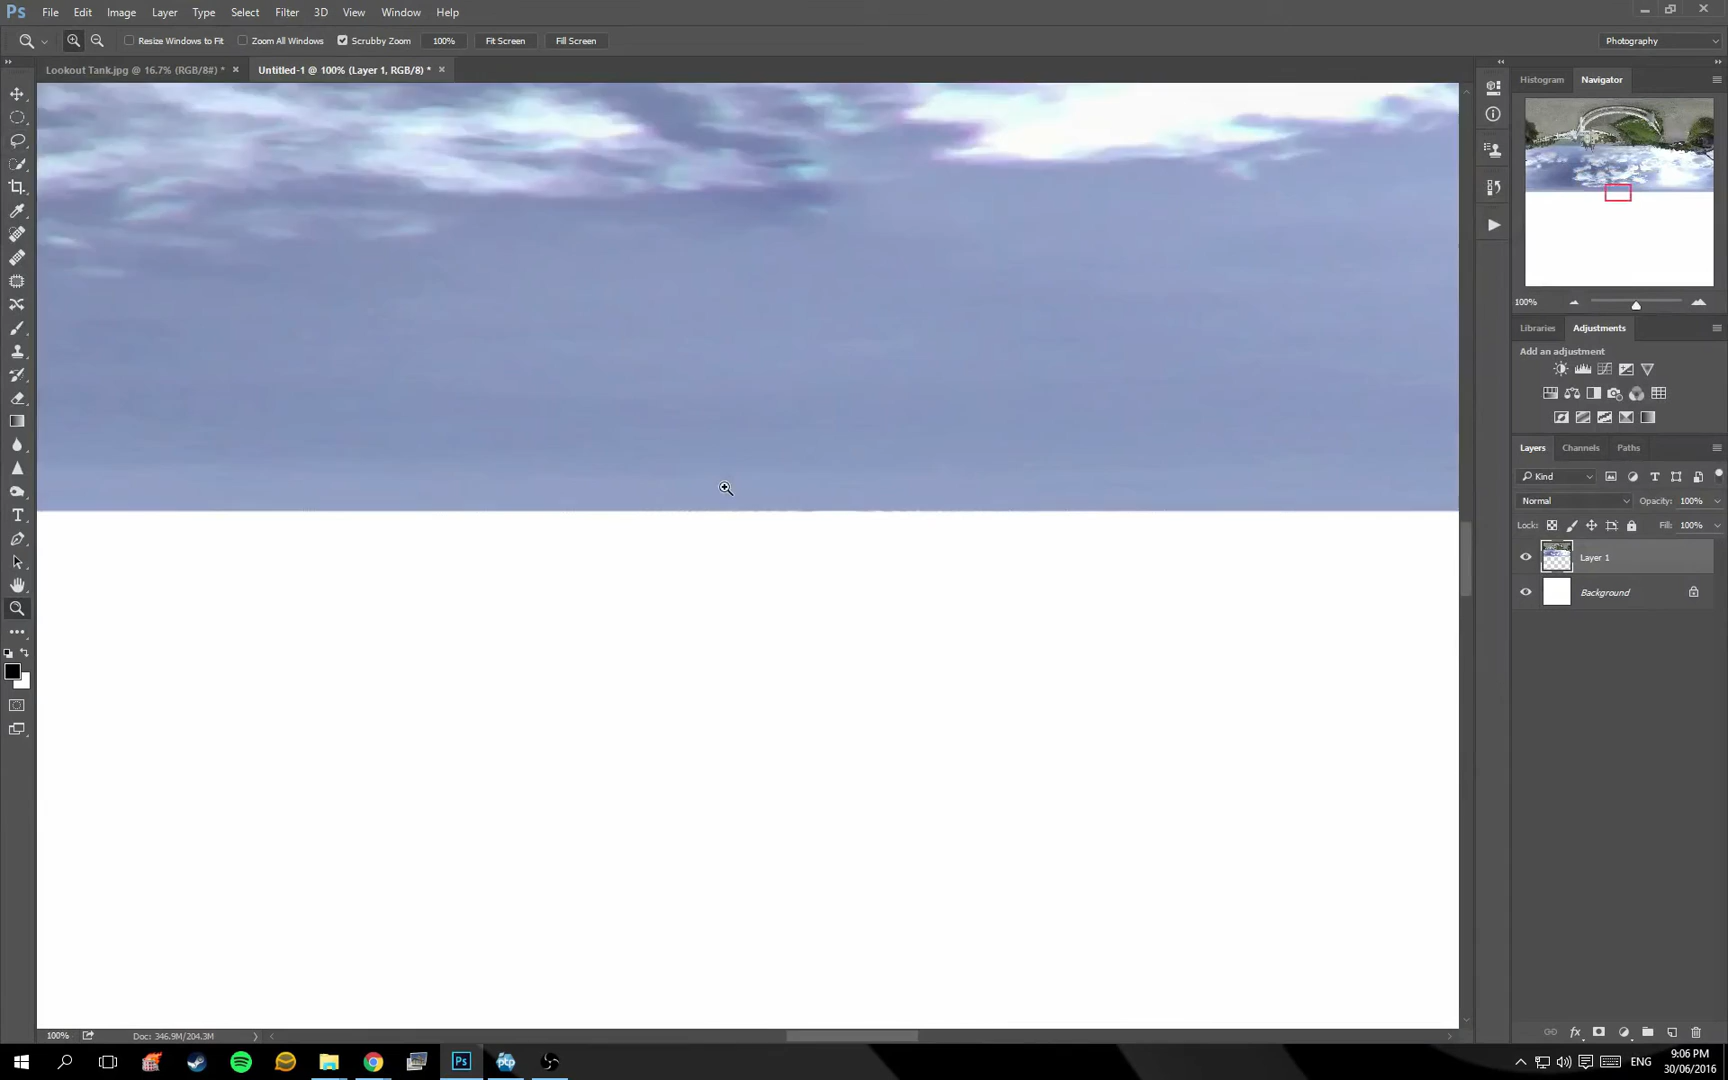 Ps File Edit Image Layer Type Select Filter 3D View Window Help
Resize Windows to Fit Zoom All Windows Scrubby Zoom 100% Fit Screen Fill Screen Photography
Lookout Tank.jpg @ 16.7% (RGB/8#) * × Untitled-1 @ 100% (Layer 1, RGB/8) * ×
Histogram Navigator
100%
Libraries Adjustments
Add an adjustment
Layers Channels Paths
Kind
Normal Opacity: 100%
Lock: Fill: 100%
Layer 1
Background
T
100% Doc: 346.9M/204.3M
Ps ptp ENG 9:06 PM
30/06/2016